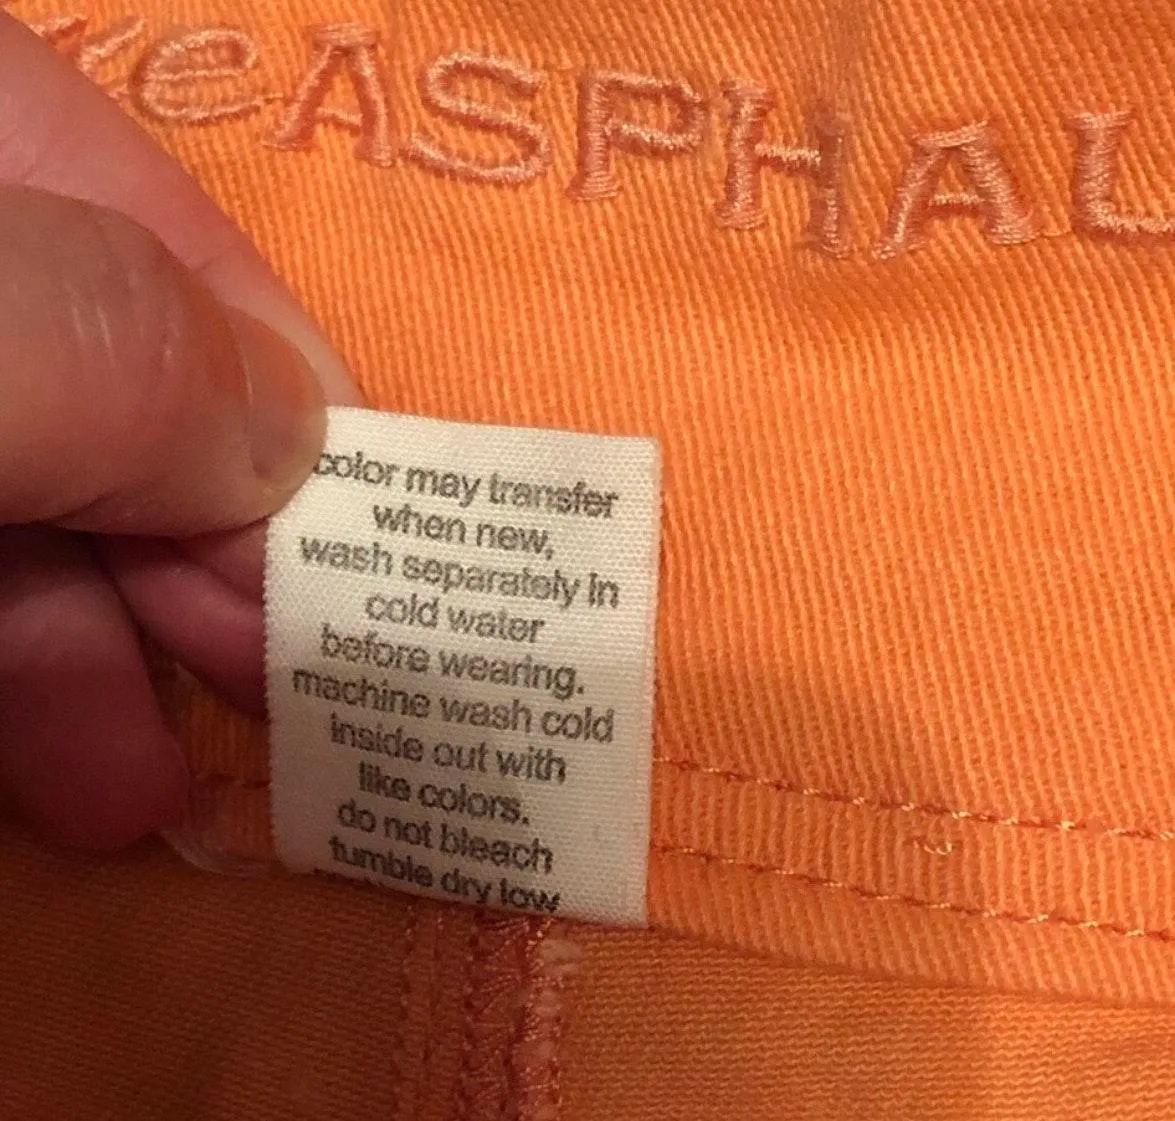 eASPHAL
color may transfer
when new,
wash separately in
cold water
before wearing.
machine wash cold
inside out with
like colors.
do not bleach
tumble dry low